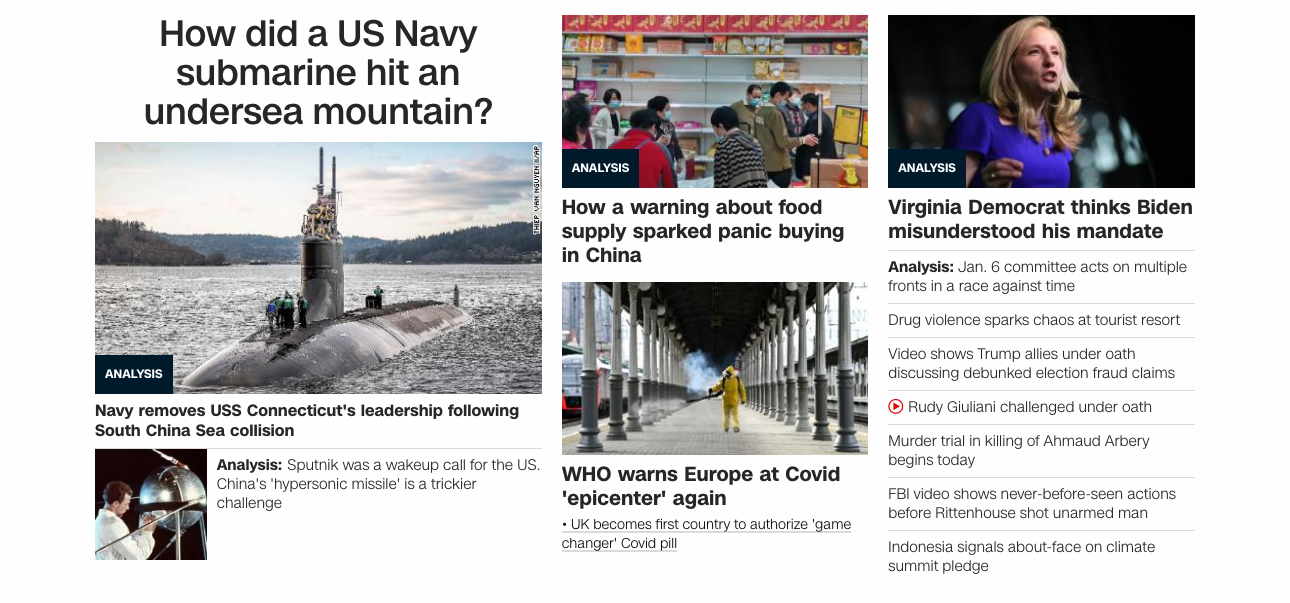 How did a US Navy
submarine hit an
undersea mountain?
THIEP VAN NGUYEN II/AP
ANALYSIS
Navy removes USS Connecticut's leadership following
South China Sea collision
Analysis: Sputnik was a wakeup call for the US.
China's 'hypersonic missile' is a trickier
challenge
ANALYSIS
How a warning about food
supply sparked panic buying
in China
WHO warns Europe at Covid
'epicenter' again
• UK becomes first country to authorize 'game
changer' Covid pill
ANALYSIS
Virginia Democrat thinks Biden
misunderstood his mandate
Analysis: Jan. 6 committee acts on multiple
fronts in a race against time
Drug violence sparks chaos at tourist resort
Video shows Trump allies under oath
discussing debunked election fraud claims
Rudy Giuliani challenged under oath
Murder trial in killing of Ahmaud Arbery
begins today
FBI video shows never-before-seen actions
before Rittenhouse shot unarmed man
Indonesia signals about-face on climate
summit pledge